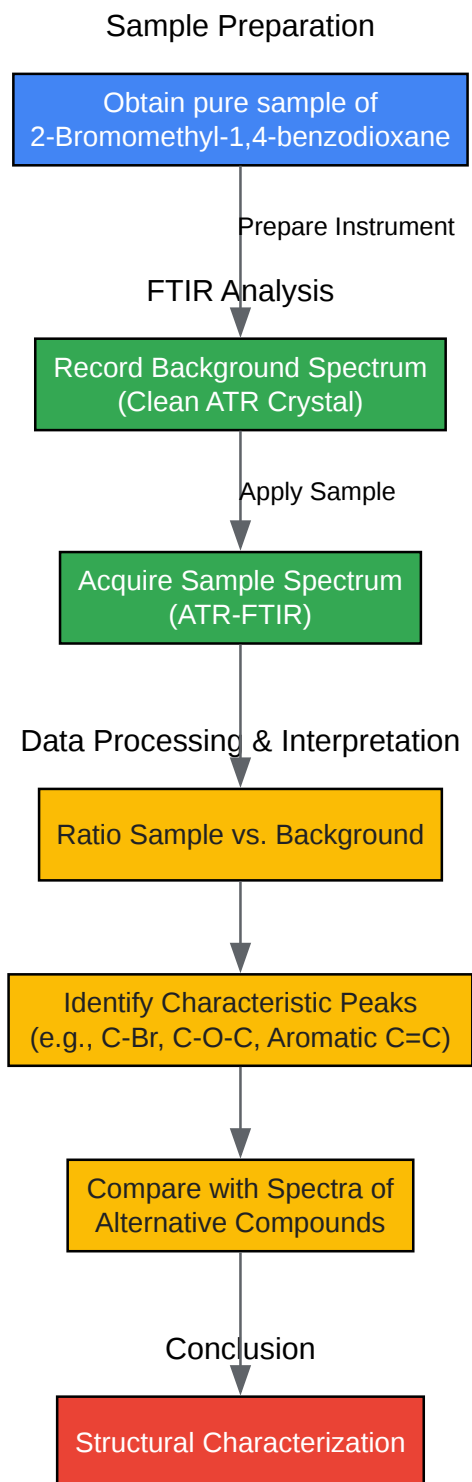 Sample Preparation
Obtain pure sample of
2-Bromomethyl-1,4-benzodioxane
Prepare Instrument
FTIR Analysis
Record Background Spectrum
(Clean ATR Crystal)
Apply Sample
Acquire Sample Spectrum
(ATR-FTIR)
Data Processing & Interpretation
Ratio Sample vs. Background
Identify Characteristic Peaks
(e.g., C-Br, C-O-C, Aromatic C=C)
Compare with Spectra of
Alternative Compounds
Conclusion
Structural Characterization